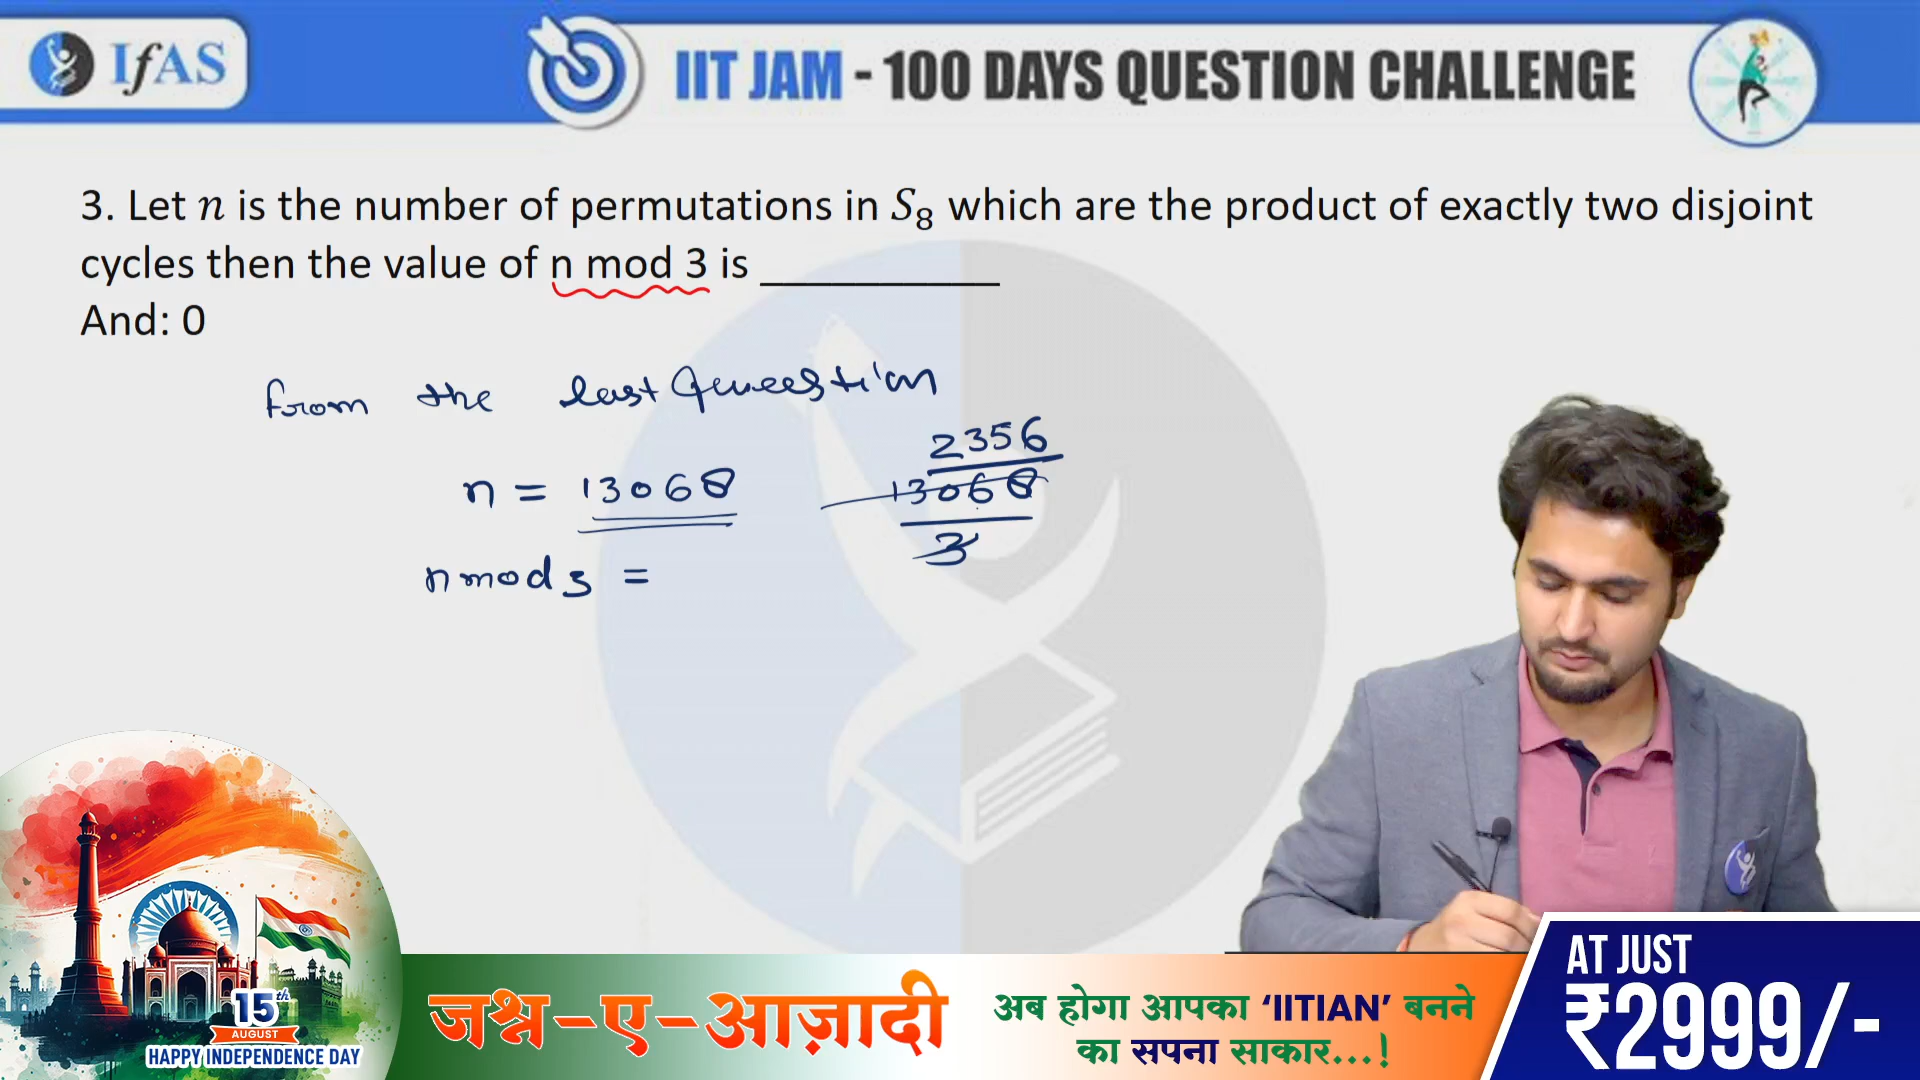 IfAS
IIT JAM - 100 DAYS QUESTION CHALLENGE
3. Let n is the number of permutations in S₈ which are the product of exactly two disjoint
cycles then the value of n mod 3 is __________
And: 0
from the last Queestion
2356
n = 13068
13068
3
n mod 3 =
15th
AUGUST
HAPPY INDEPENDENCE DAY
जश्न-ए-आज़ादी
अब होगा आपका ‘IITIAN’ बनने
का सपना साकार...!
AT JUST
₹2999/-